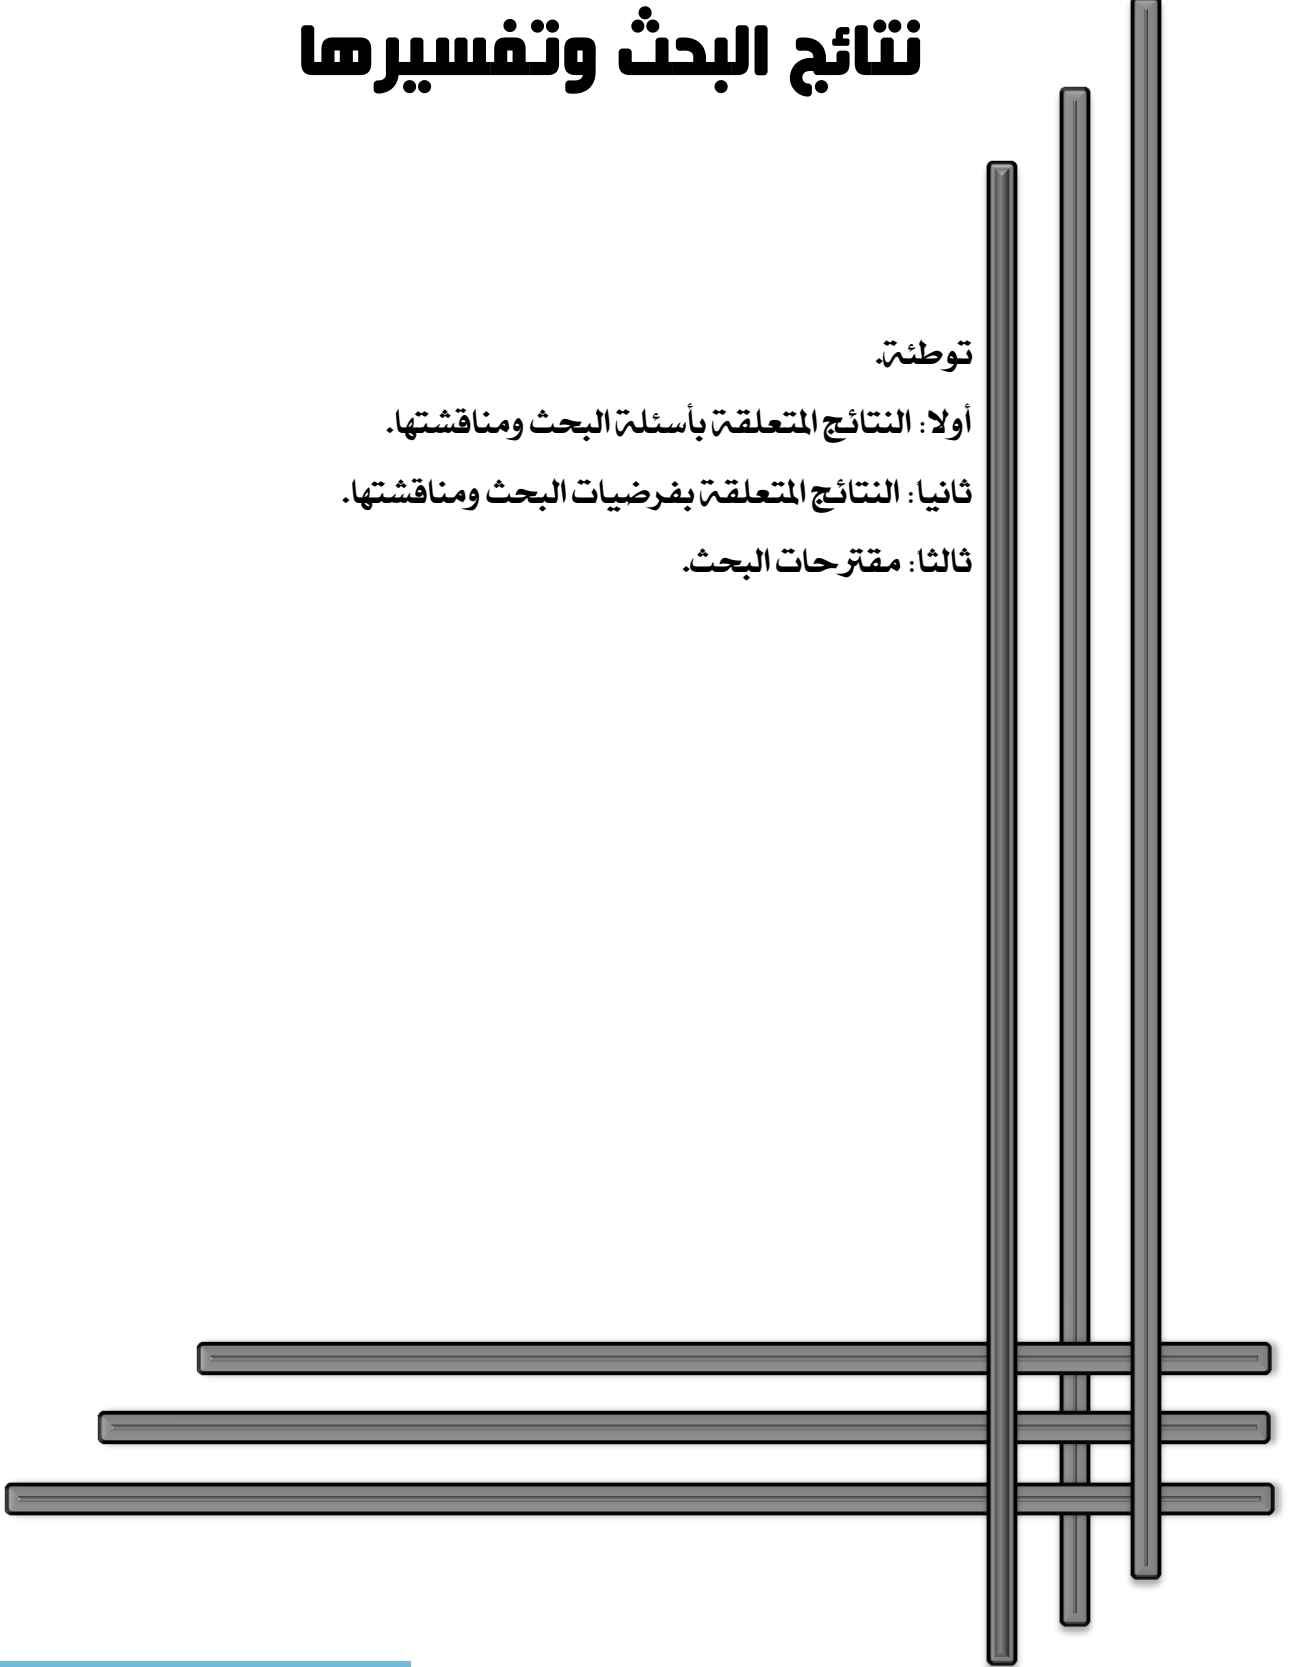 نتائج البحث وتفسيرها
توطئة.
أولا: النتائج المتعلقة بأسئلة البحث ومناقشتها.
ثانيا: النتائج المتعلقة بفرضيات البحث ومناقشتها.
ثالثا: مقترحات البحث.